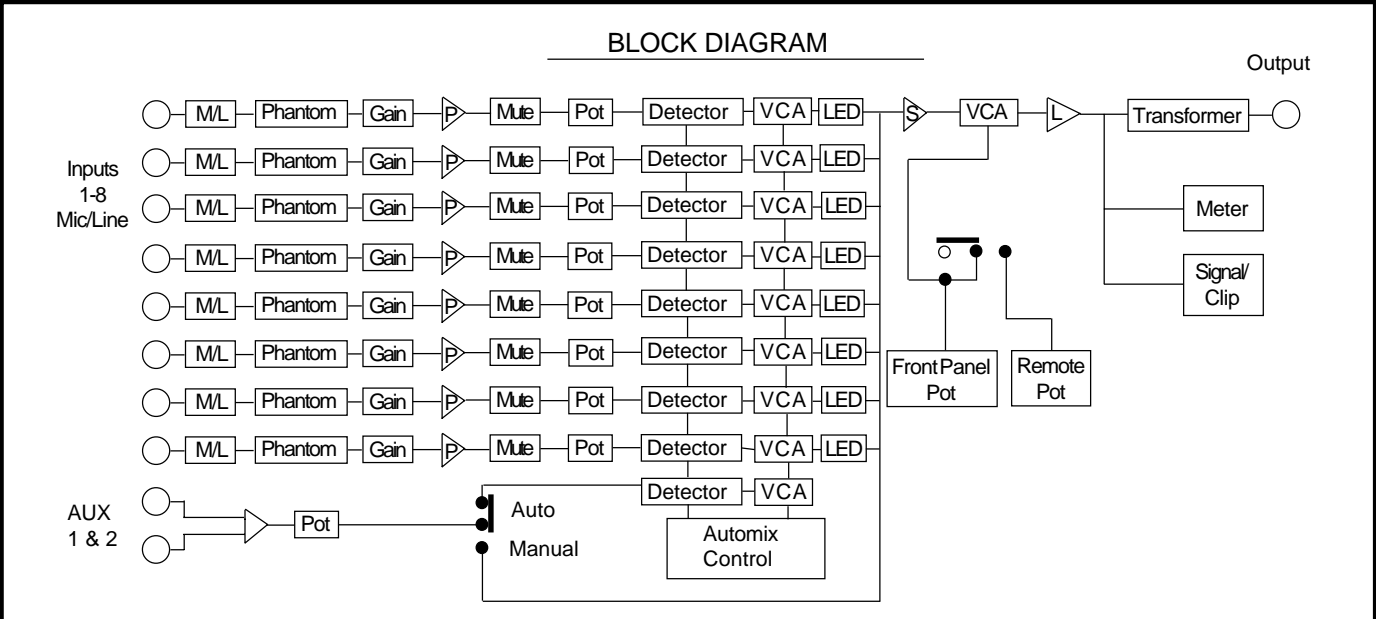 BLOCK DIAGRAM
Output
M/L Phantom Gain P Mute Pot Detector VCA LED S VCA L Transformer
M/L Phantom Gain P Mute Pot Detector VCA LED
Inputs
1-8
Mic/Line
M/L Phantom Gain P Mute Pot Detector VCA LED
Meter
M/L Phantom Gain P Mute Pot Detector VCA LED
Signal/
Clip
M/L Phantom Gain P Mute Pot Detector VCA LED
M/L Phantom Gain P Mute Pot Detector VCA LED
Front Panel
Pot
Remote
Pot
M/L Phantom Gain P Mute Pot Detector VCA LED
M/L Phantom Gain P Mute Pot Detector VCA LED
Detector VCA
AUX
1 & 2
Pot
Auto
Manual
Automix
Control